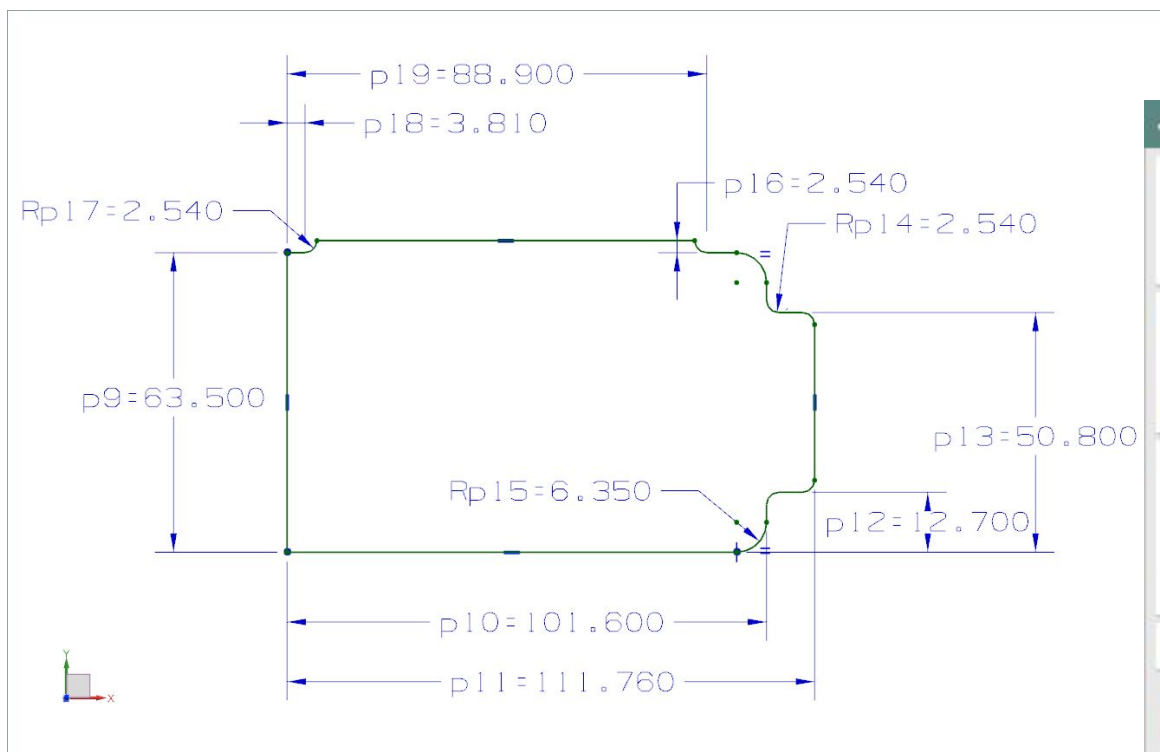 p19=88.900
p18=3.810
p16=2.540
Rp17=2.540
Rp14=2.540
p9=63.500
p13=50.800
Rp15=6.350
p12=12.700
p10=101.600
p11=111.760
Y
X